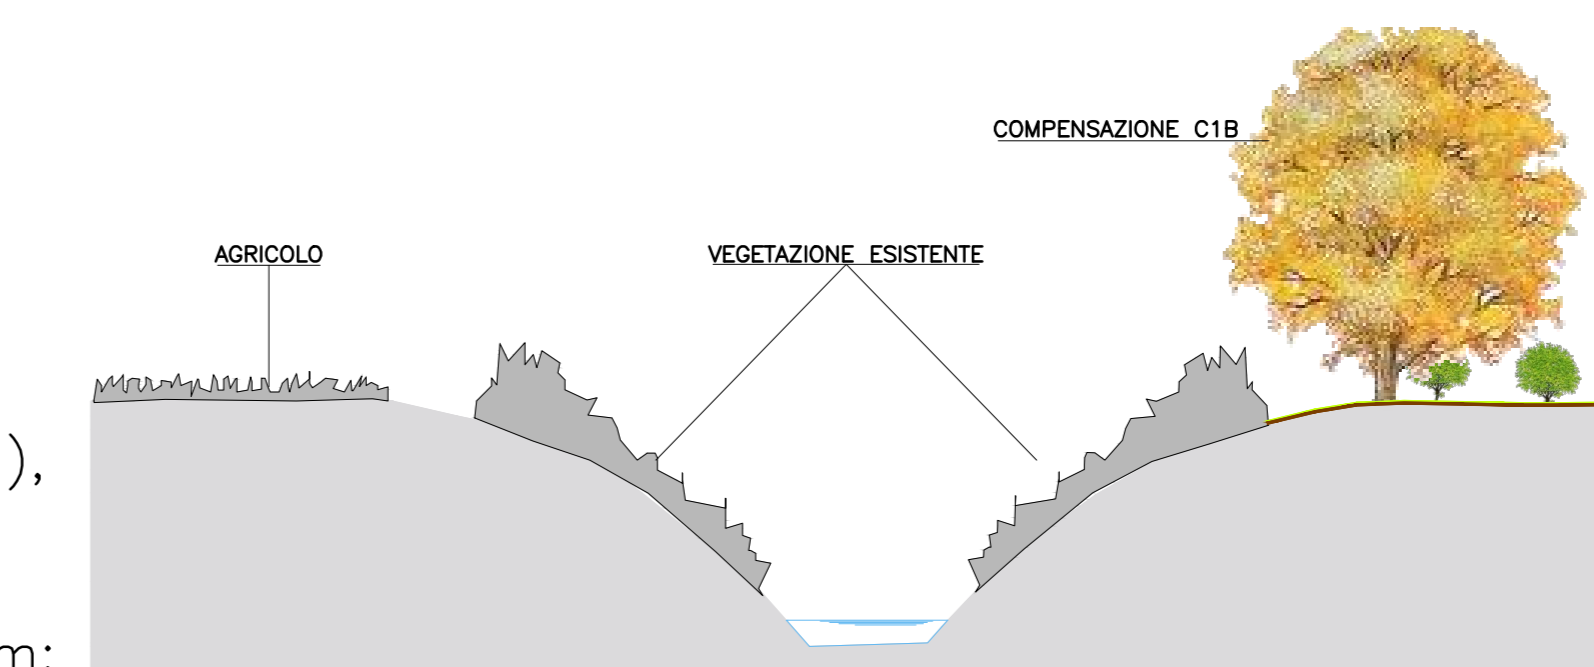 COMPENSAZIONE C1B
AGRICOLO
VEGETAZIONE ESISTENTE
),
m;